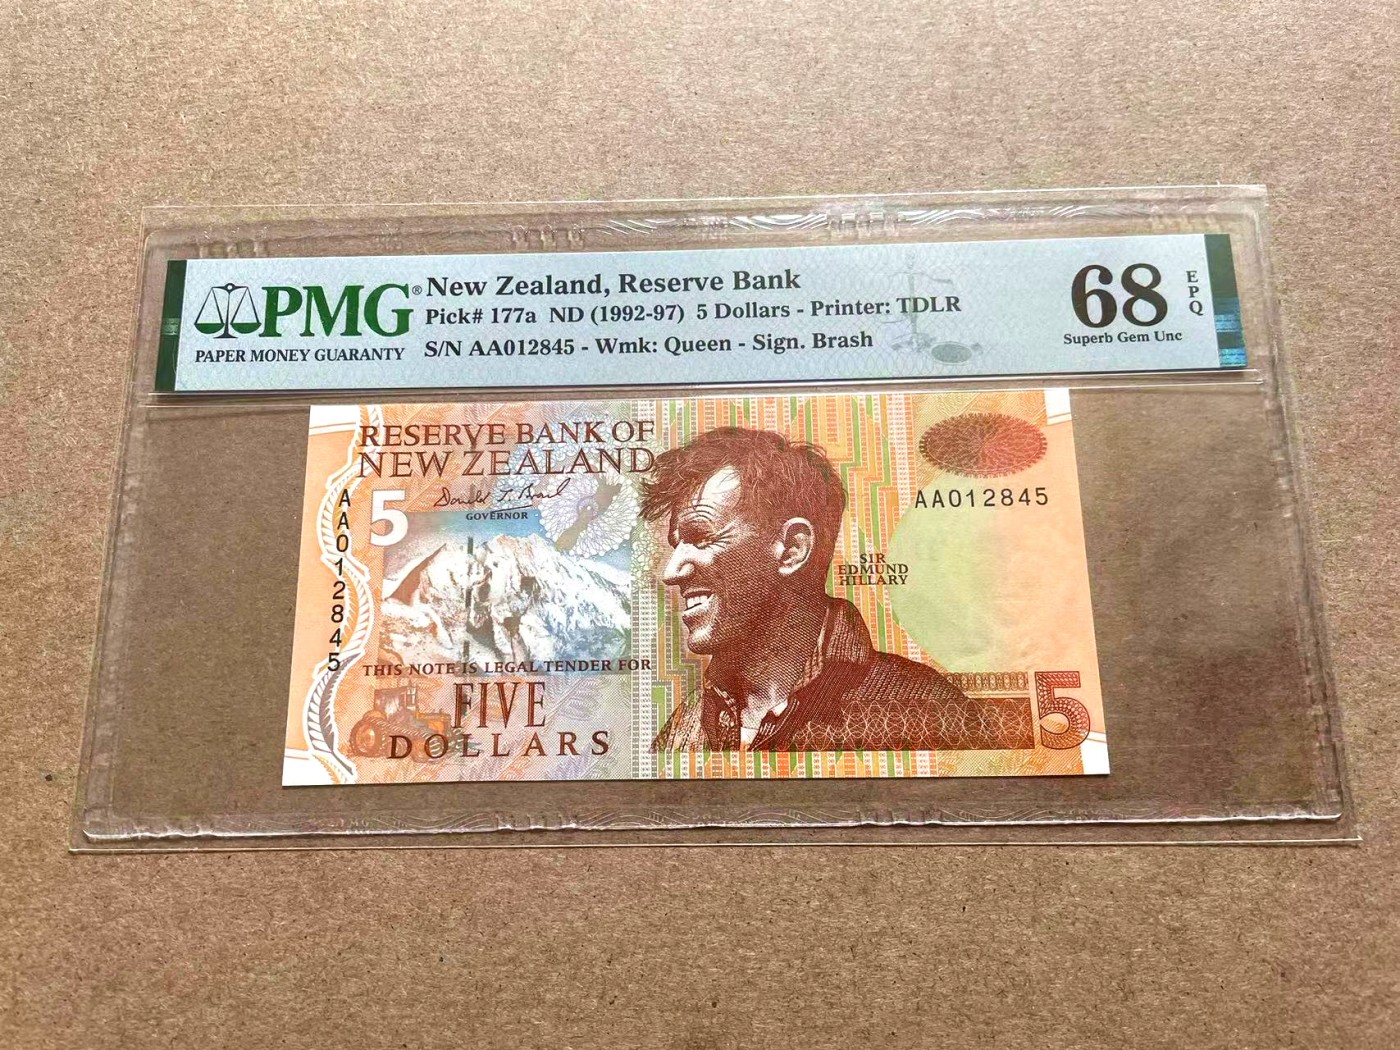 PMG®
PAPER MONEY GUARANTY
New Zealand, Reserve Bank
Pick# 177a ND (1992-97) 5 Dollars - Printer: TDLR
S/N AA012845 - Wmk: Queen - Sign. Brash
68
Superb Gem Unc
EPQ
RESERVE BANK OF
NEW ZEALAND
AA012845
5
Donald T. Brash
GOVERNOR
AA012845
SIR
EDMUND
HILLARY
THIS NOTE IS LEGAL TENDER FOR
FIVE
DOLLARS
5